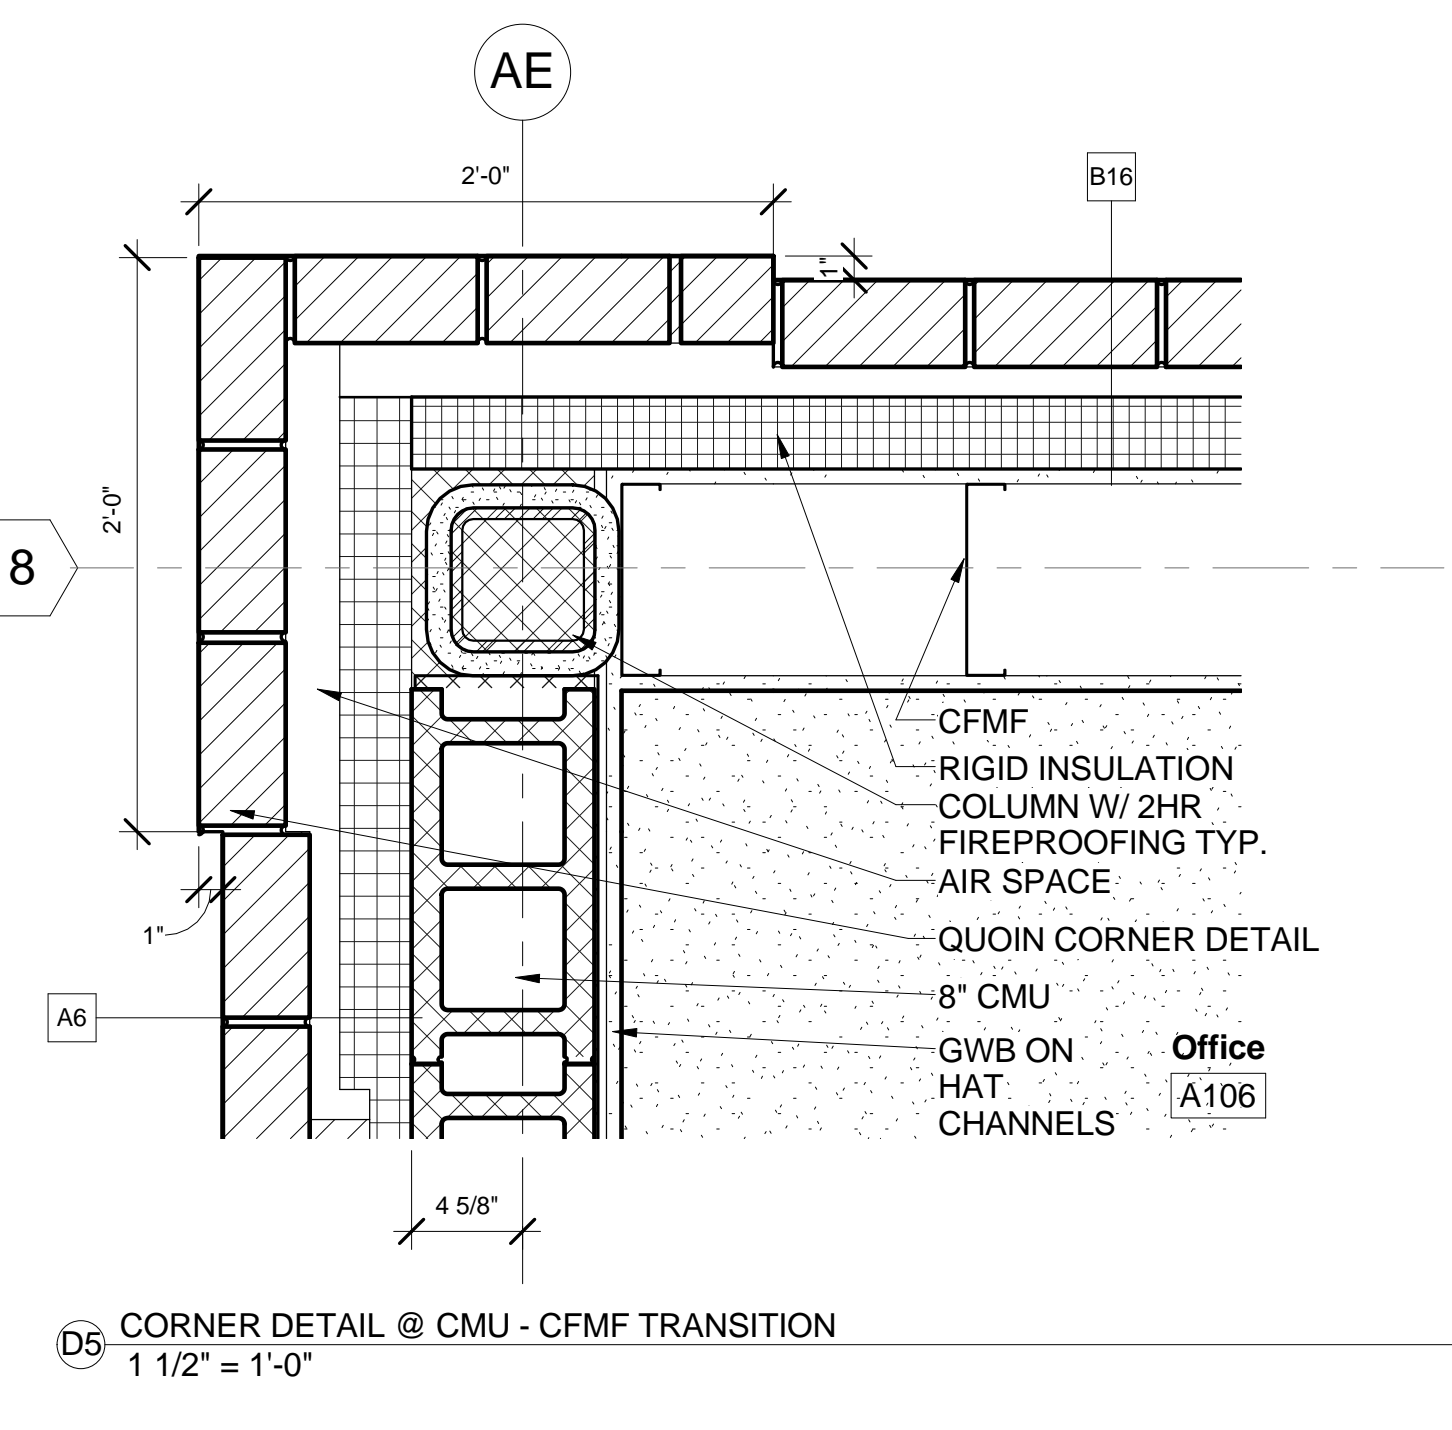 AE
2'-0"
B16
1"
2'-0"
8
CFMF
RIGID INSULATION
COLUMN W/ 2HR
FIREPROOFING TYP.
AIR SPACE
QUOIN CORNER DETAIL
1"
8" CMU
A6
GWB ON
HAT
CHANNELS
Office
A106
4 5/8"
D5
CORNER DETAIL @ CMU - CFMF TRANSITION
1 1/2" = 1'-0"